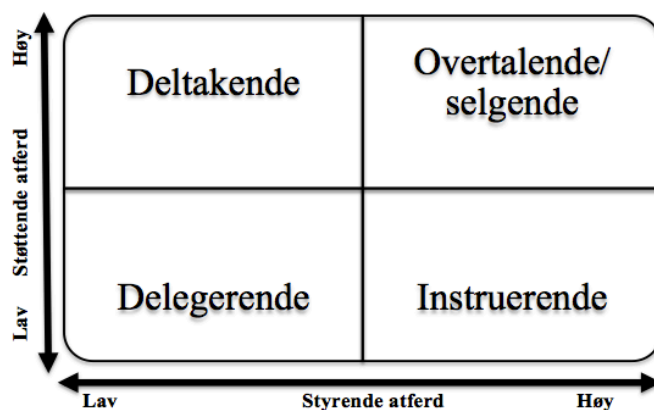 Høy
Støttende atferd
Lav
Deltakende
Overtalende/
selgende
Delegerende
Instruerende
Lav
Styrende atferd
Høy